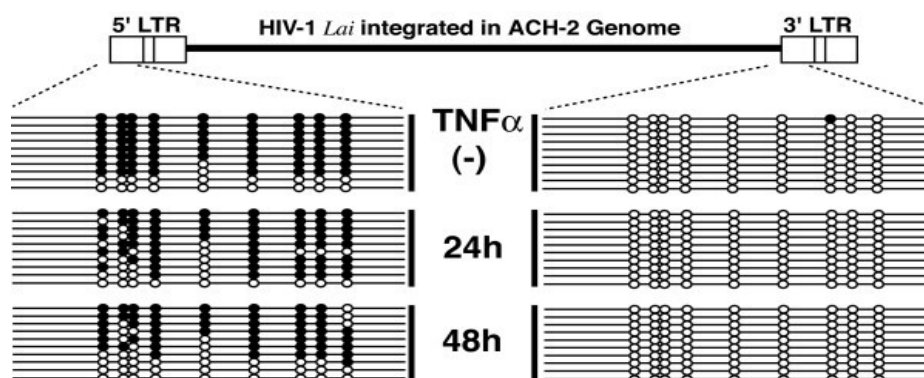 5' LTR HIV-1 Lai integrated in ACH-2 Genome 3' LTR
TNFα
(-)
24h
48h